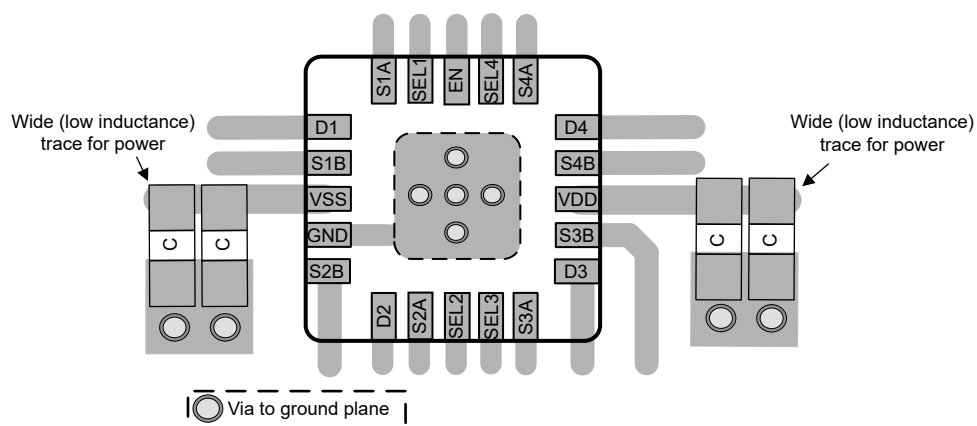 S1A
SEL1
EN
SEL4
S4A
Wide (low inductance)
trace for power
Wide (low inductance)
trace for power
D1
D4
S1B
S4B
VSS
VDD
GND
S3B
S2B
D3
C
C
C
C
D2
S2A
SEL2
SEL3
S3A
Via to ground plane